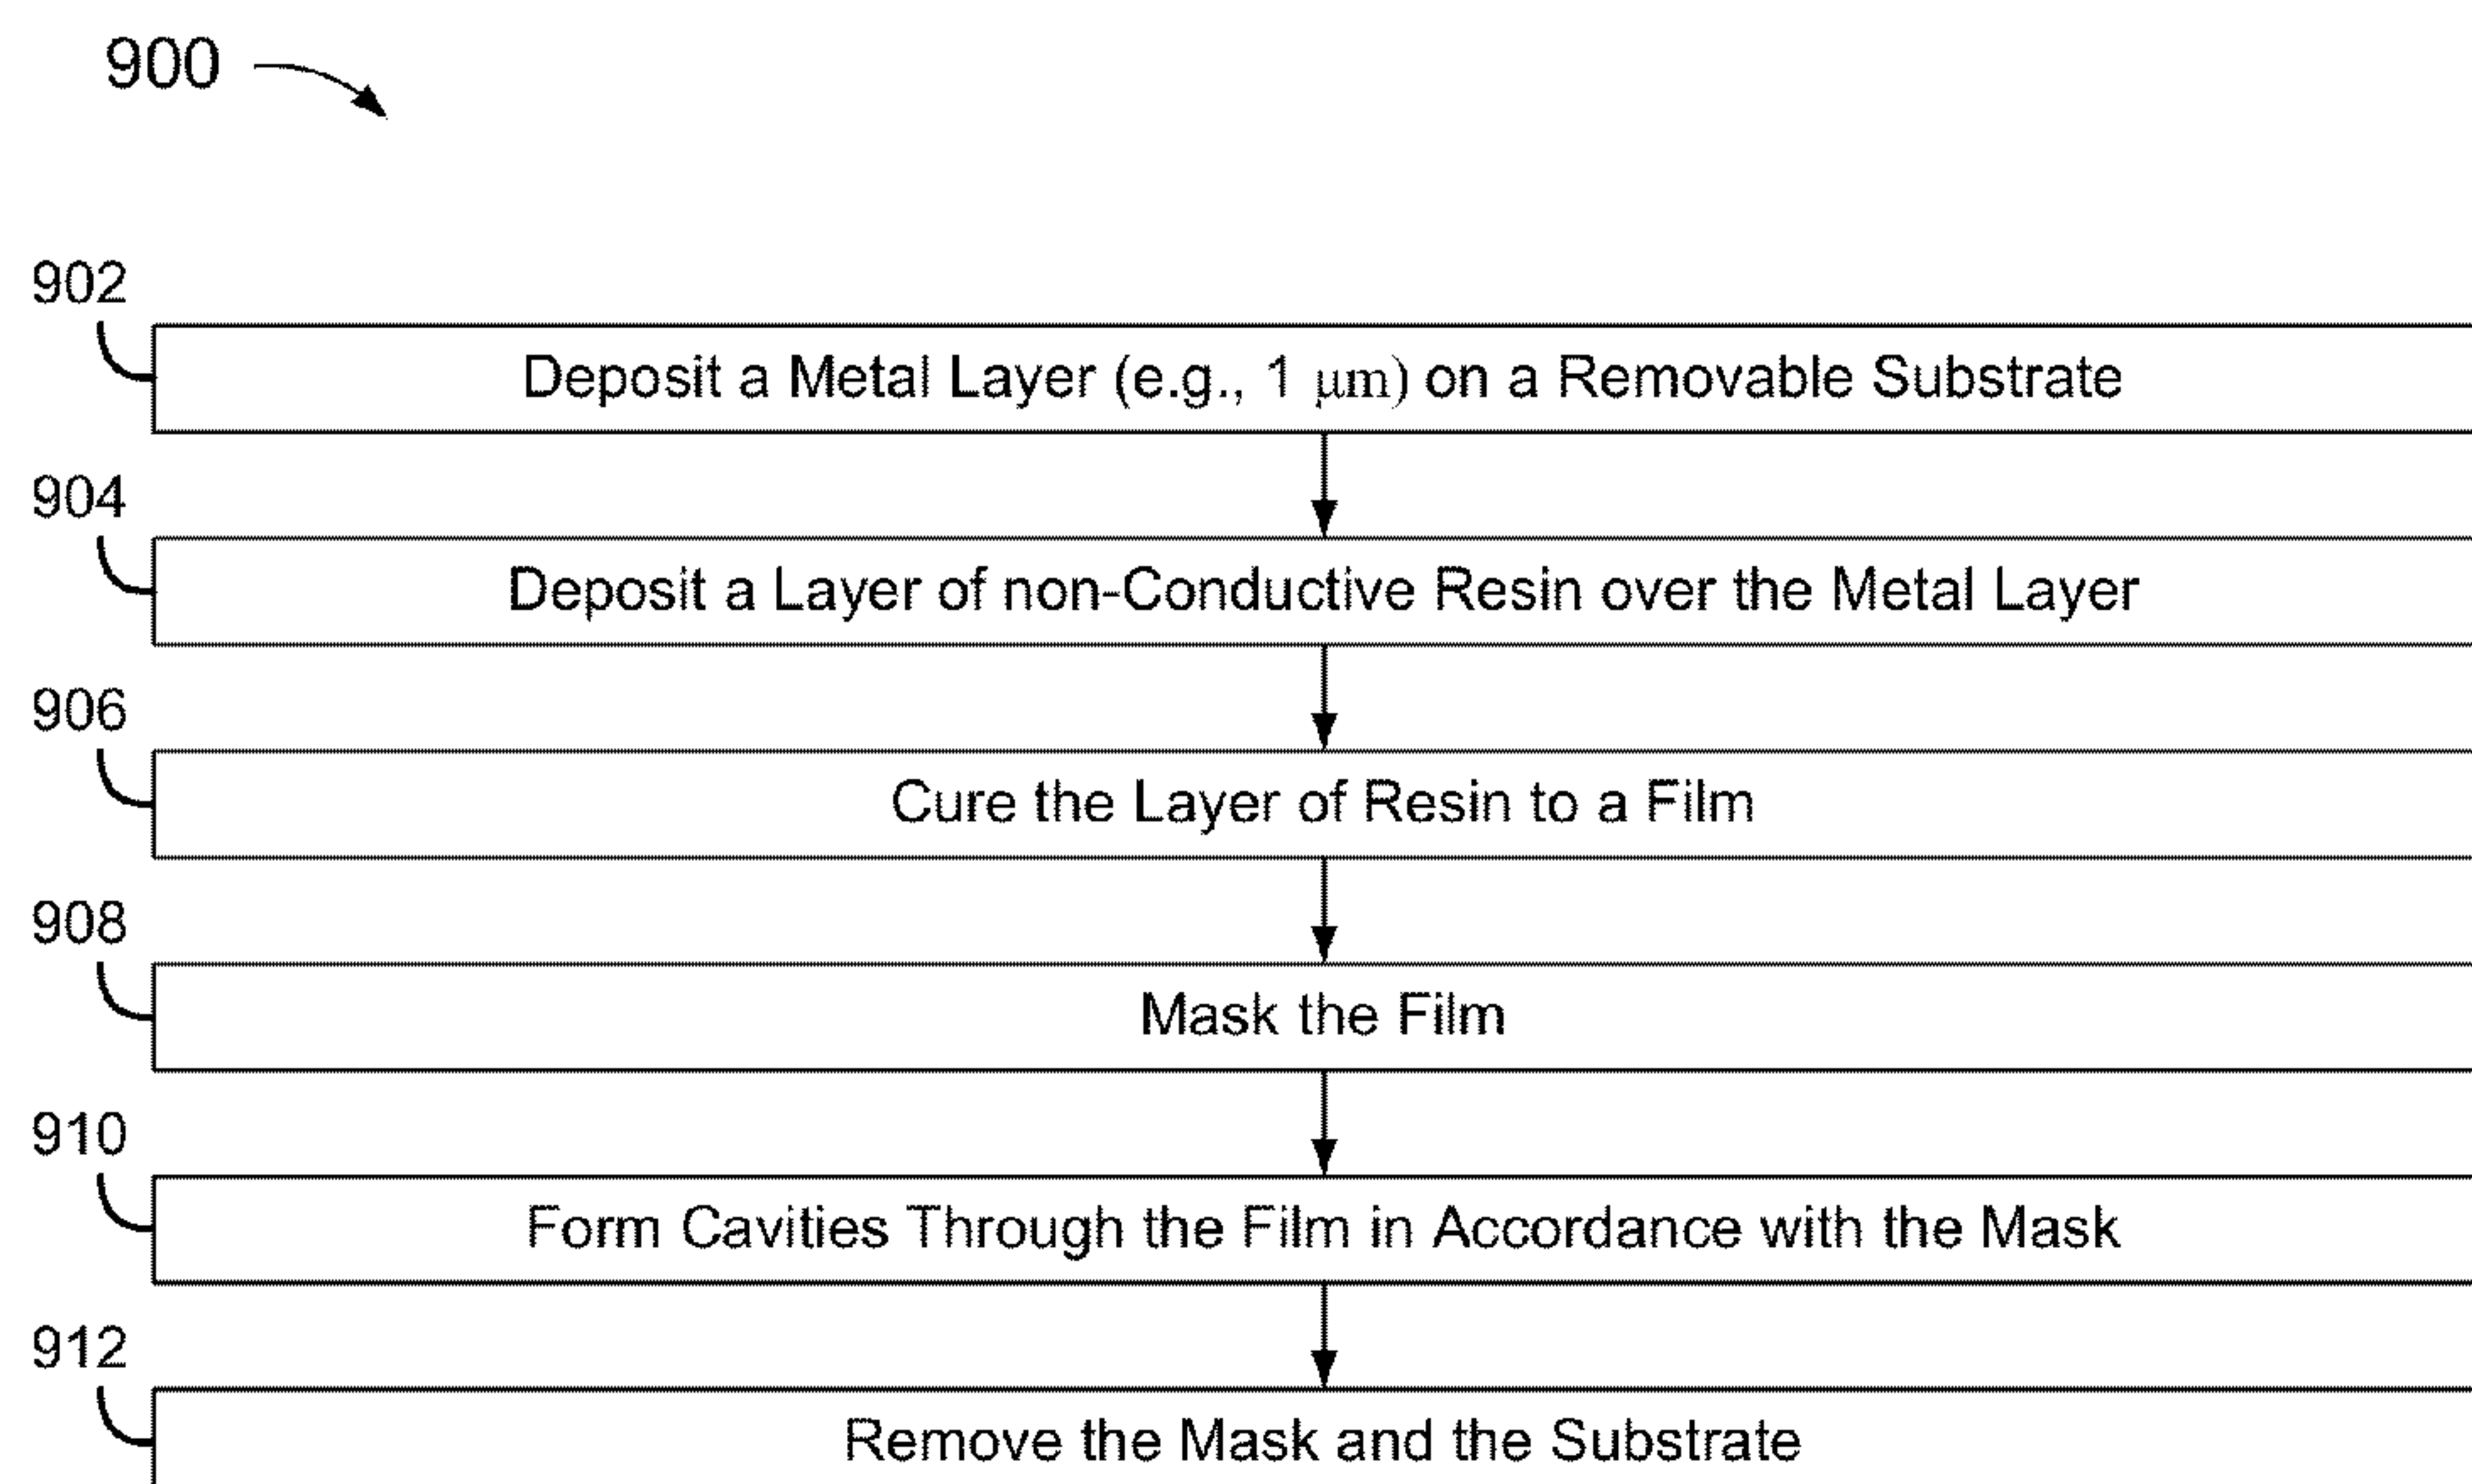 900
902
Deposit a Metal Layer (e.g., 1 μm) on a Removable Substrate
904
Deposit a Layer of non-Conductive Resin over the Metal Layer
906
Cure the Layer of Resin to a Film
908
Mask the Film
910
Form Cavities Through the Film in Accordance with the Mask
912
Remove the Mask and the Substrate